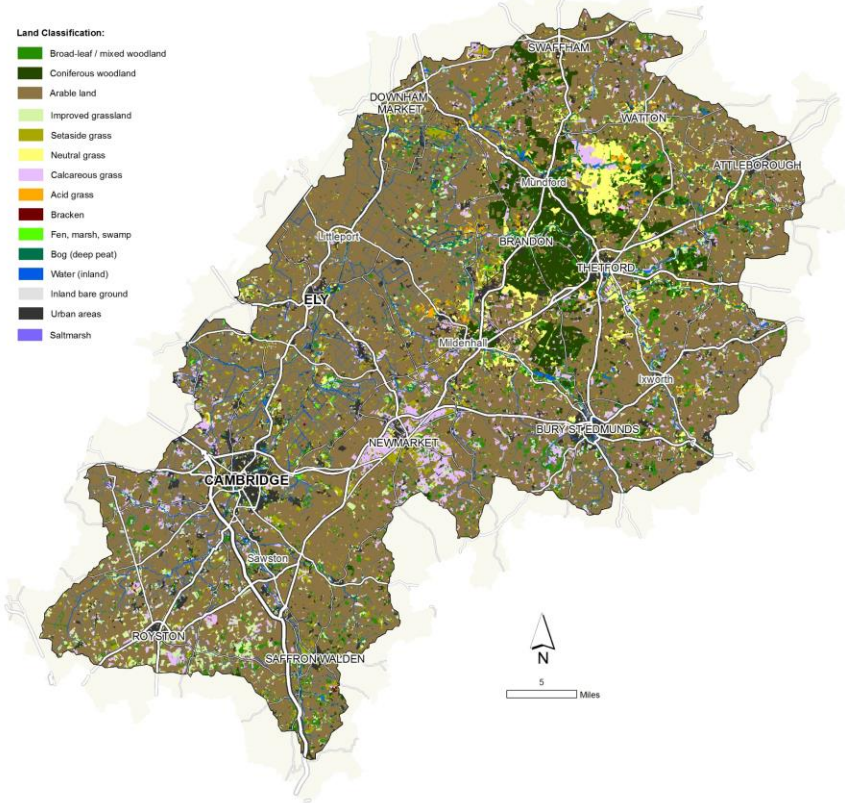 Land Classification:
Broad-leaf / mixed woodland
Coniferous woodland
Arable land
Improved grassland
Setaside grass
Neutral grass
Calcareous grass
Acid grass
Bracken
Fen, marsh, swamp
Bog (deep peat)
Water (inland)
Inland bare ground
Urban areas
Saltmarsh
SWAFFHAM
DOWNHAM
MARKET
WATTON
ATTLEBOROUGH
Mundford
Littleport
BRANDON
THETFORD
ELY
Mildenhall
Ixworth
NEWMARKET
BURY ST EDMUNDS
CAMBRIDGE
Sawston
ROYSTON
SAFFRON WALDEN
N
5
Miles